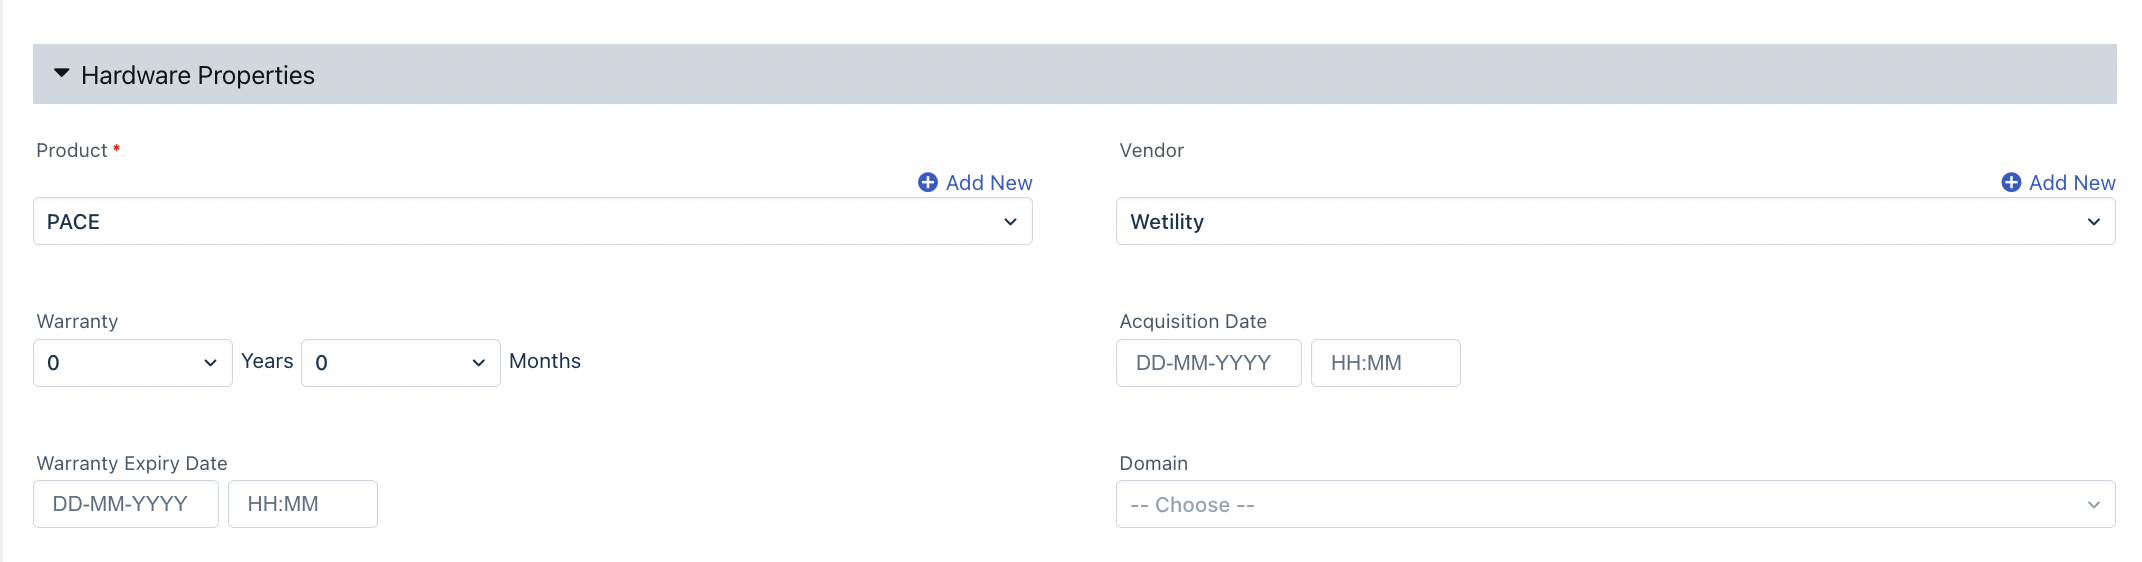 Hardware Properties
Product *
Vendor
Add New
Add New
PACE
Wetility
Warranty
Acquisition Date
0 Years 0 Months
DD-MM-YYYY HH:MM
Warranty Expiry Date
Domain
DD-MM-YYYY HH:MM
-- Choose --